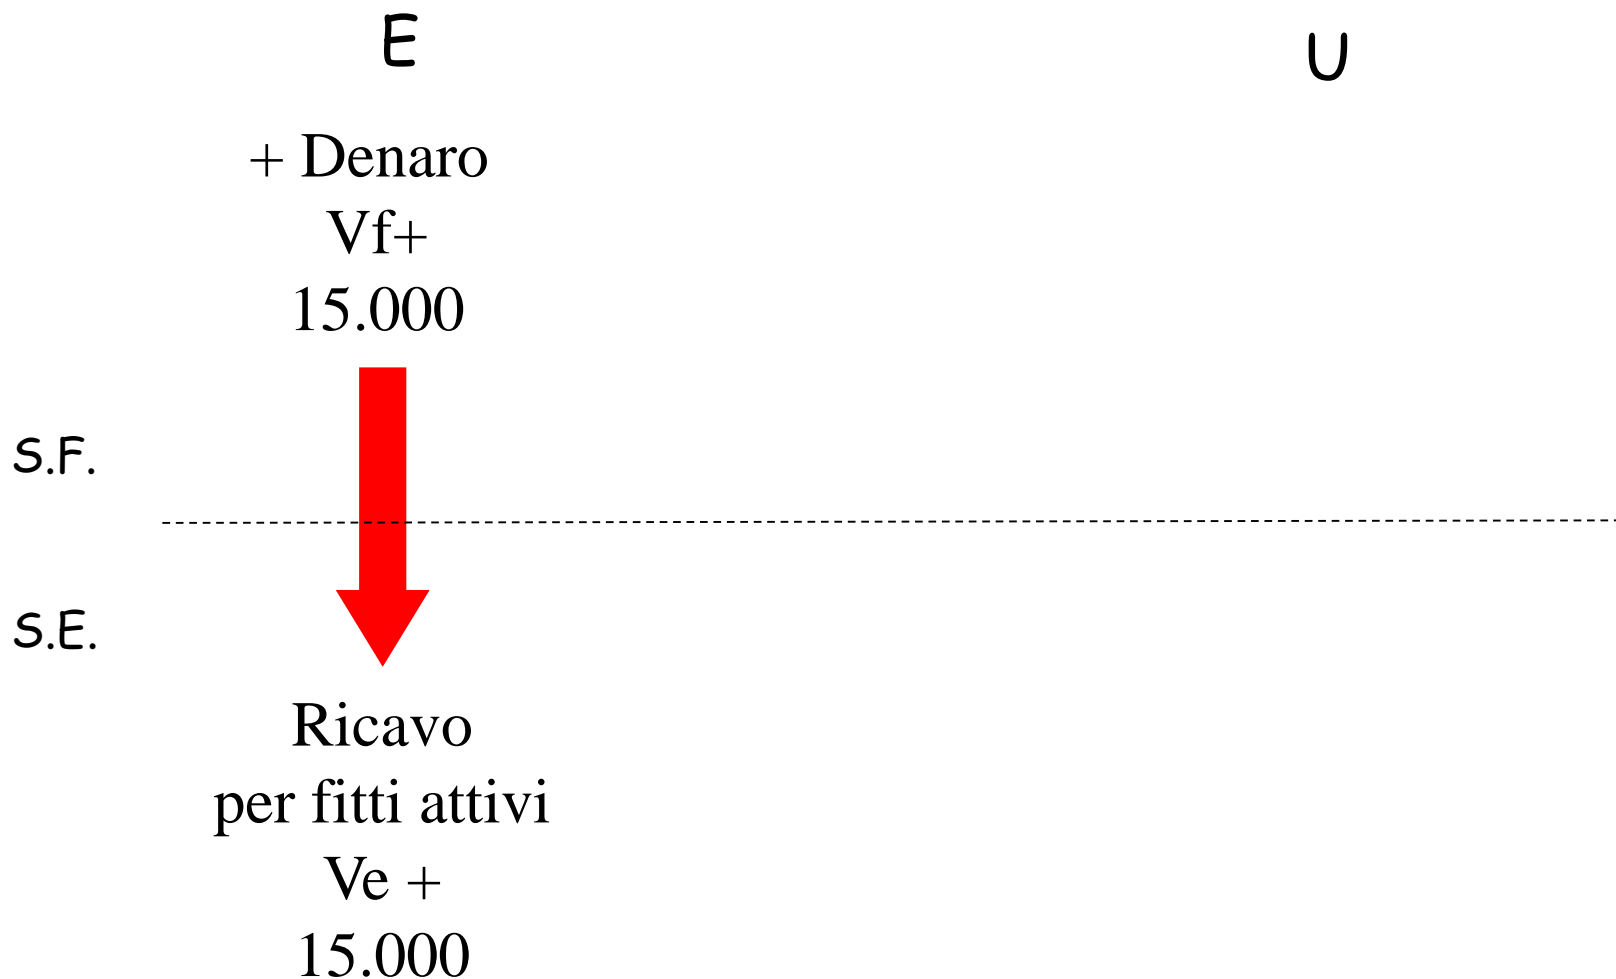 E
U
+ Denaro
Vf+
15.000
S.F.
S.E.
Ricavo
per fitti attivi
Ve +
15.000